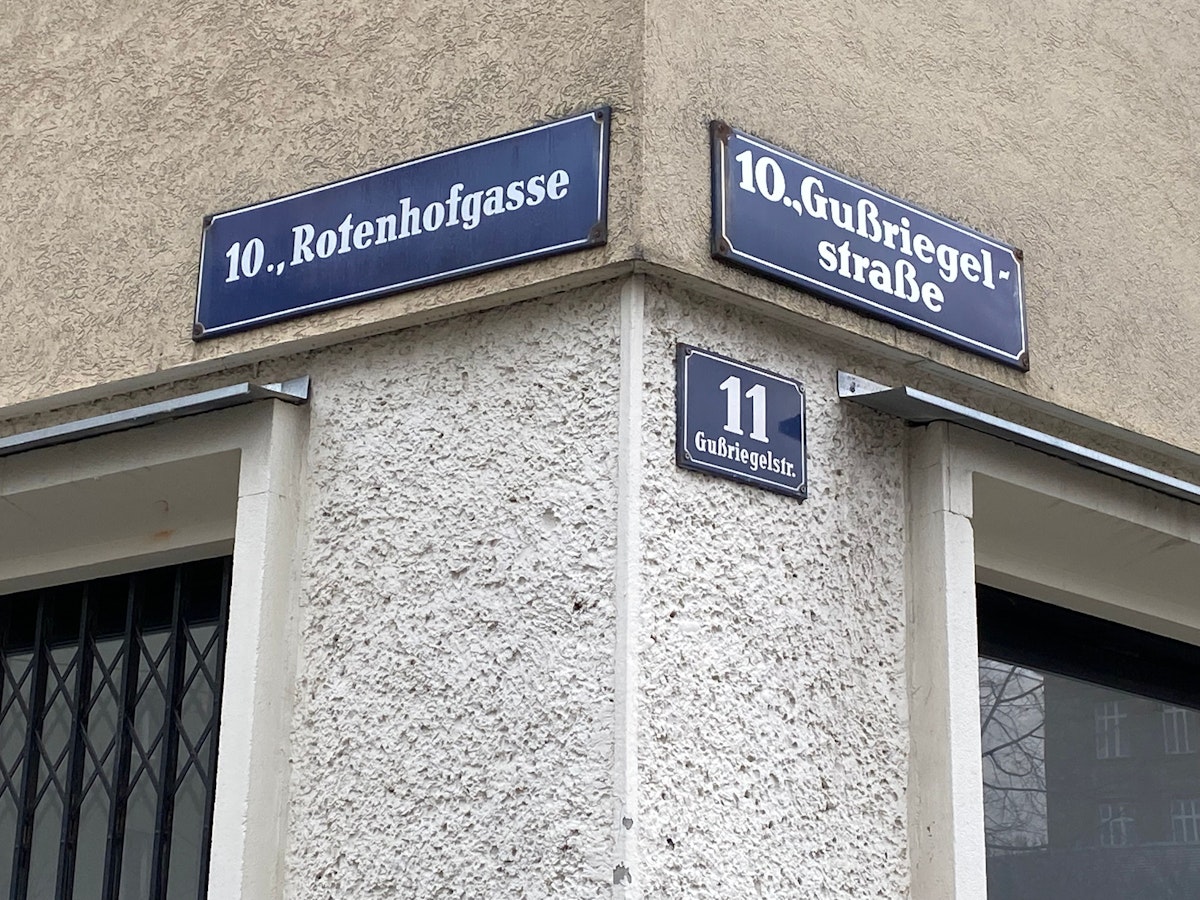 10., Rotenhofgasse
10., Gußriegel-
straße
11
Gußriegelstr.